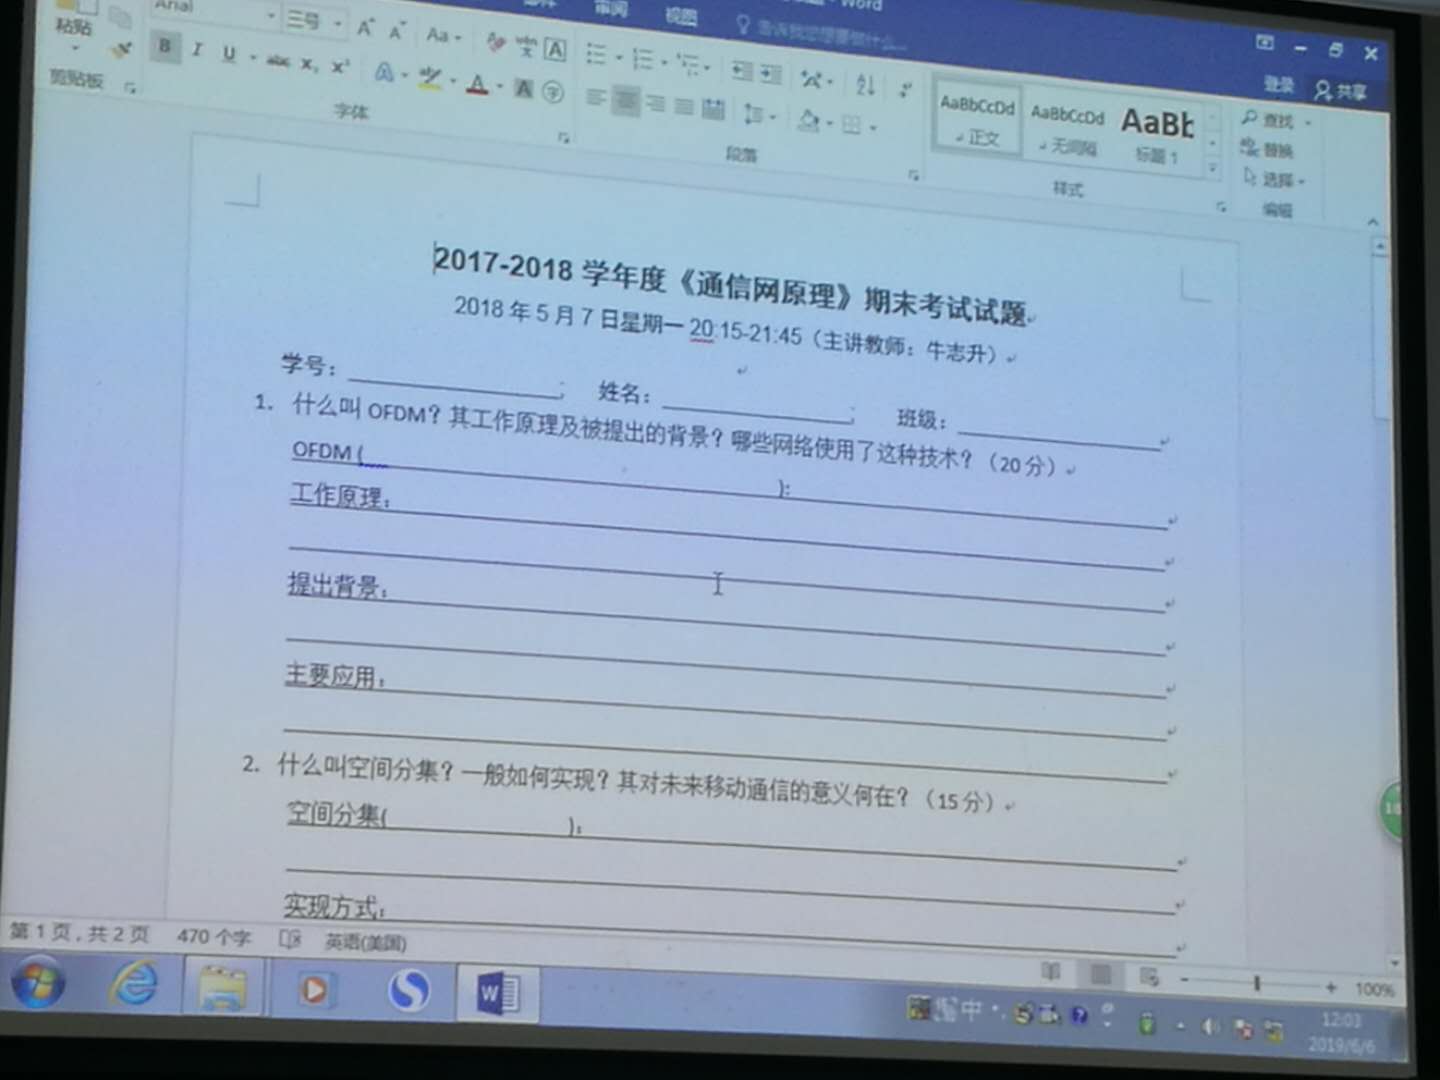 Word
Arial
三号
审阅
视图
告诉我您想要做什么...
登录
共享
粘贴
剪贴板
B I U abc x₂ x²
Aa
A
字体
段落
AaBbCcDd
AaBbCcDd
AaBb
正文
无间隔
标题 1
样式
查找
替换
选择
编辑
2017-2018 学年度《通信网原理》期末考试试题
2018 年 5 月 7 日星期一 20:15-21:45（主讲教师：牛志升）
学号：; 姓名：; 班级：
1. 什么叫 OFDM？其工作原理及被提出的背景？哪些网络使用了这种技术？（20 分）
OFDM ( ):
工作原理：
提出背景：
主要应用：
2. 什么叫空间分集？一般如何实现？其对未来移动通信的意义何在？（15 分）
空间分集( )：
实现方式：
第 1 页，共 2 页 470 个字 英语(美国)
100%
中
12:03
2019/6/6